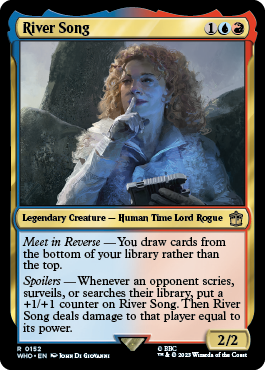 River Song 1
Legendary Creature — Human Time Lord Rogue
Meet in Reverse — You draw cards from
the bottom of your library rather than
the top.
Spoilers — Whenever an opponent scries,
surveils, or searches their library, put a
+1/+1 counter on River Song. Then River
Song deals damage to that player equal to
its power.
2/2
R 0152
WHO • EN John Di Giovanni
© BBC
™ & © 2023 Wizards of the Coast